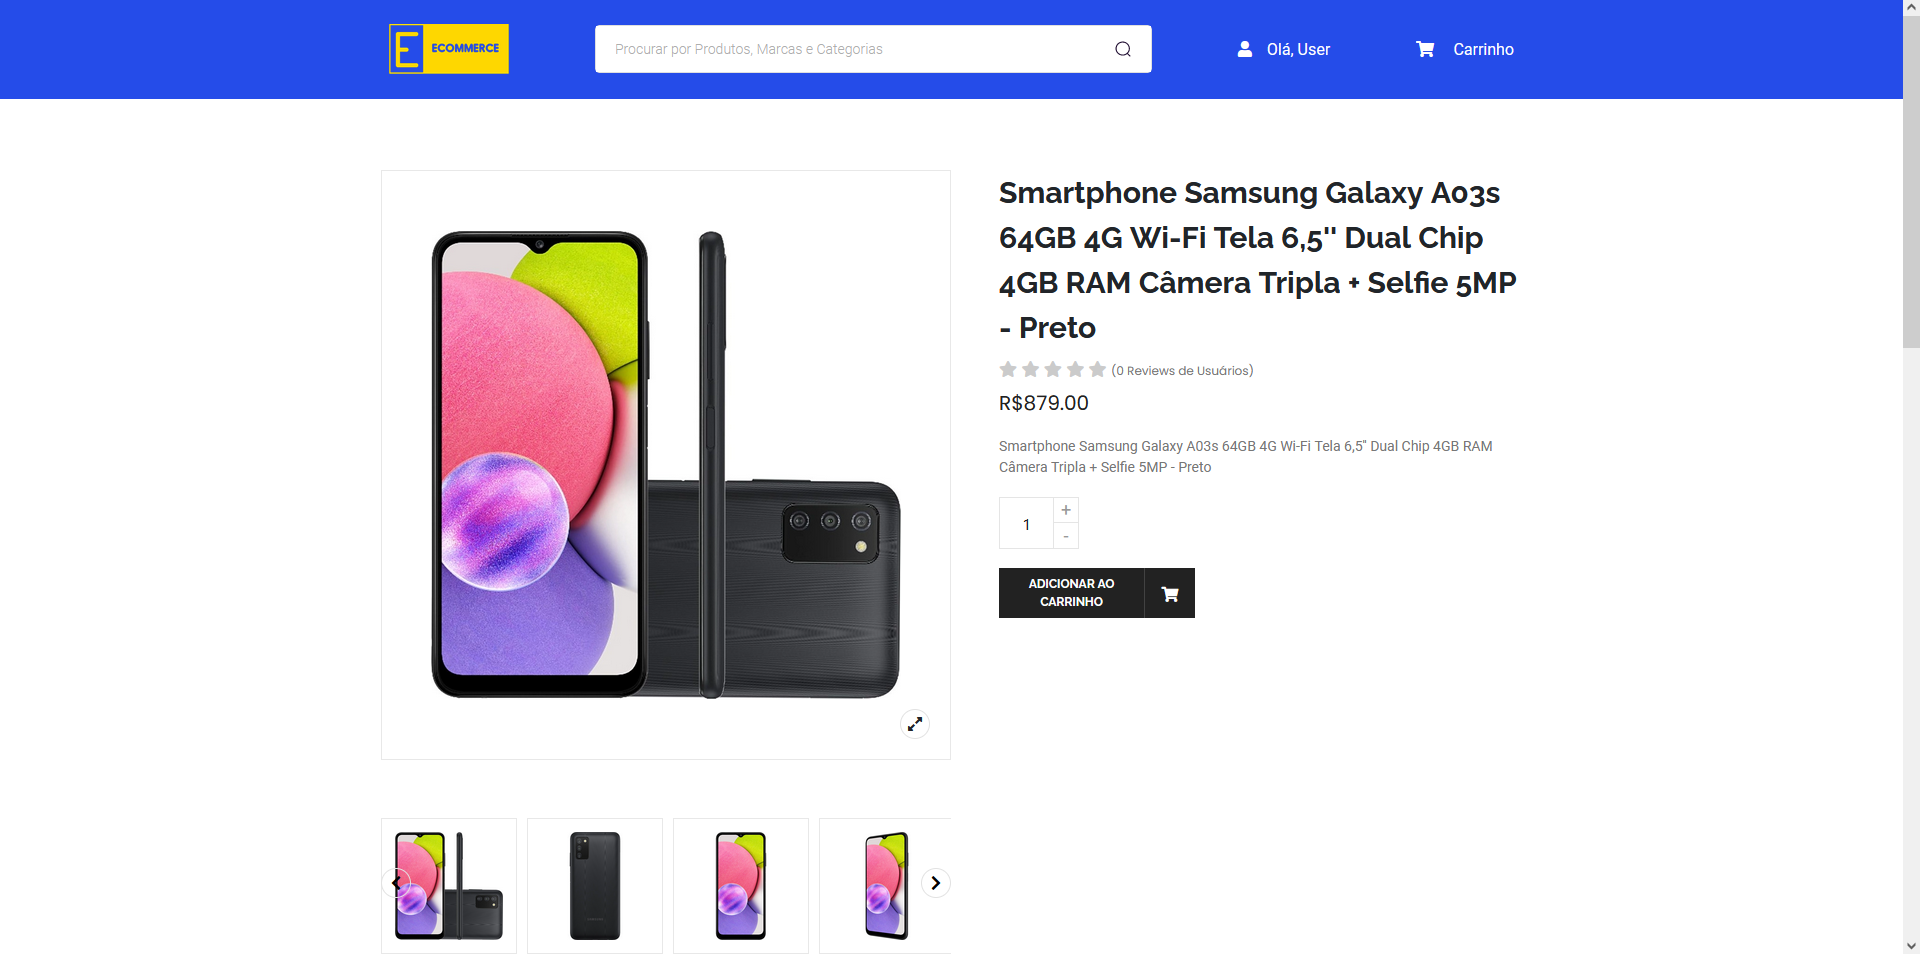 E ECOMMERCE
Procurar por Produtos, Marcas e Categorias
Olá, User
Carrinho
Smartphone Samsung Galaxy A03s
64GB 4G Wi-Fi Tela 6,5'' Dual Chip
4GB RAM Câmera Tripla + Selfie 5MP
- Preto
(0 Reviews de Usuários)
R$879.00
Smartphone Samsung Galaxy A03s 64GB 4G Wi-Fi Tela 6,5'' Dual Chip 4GB RAM
Câmera Tripla + Selfie 5MP - Preto
1
+
-
ADICIONAR AO
CARRINHO